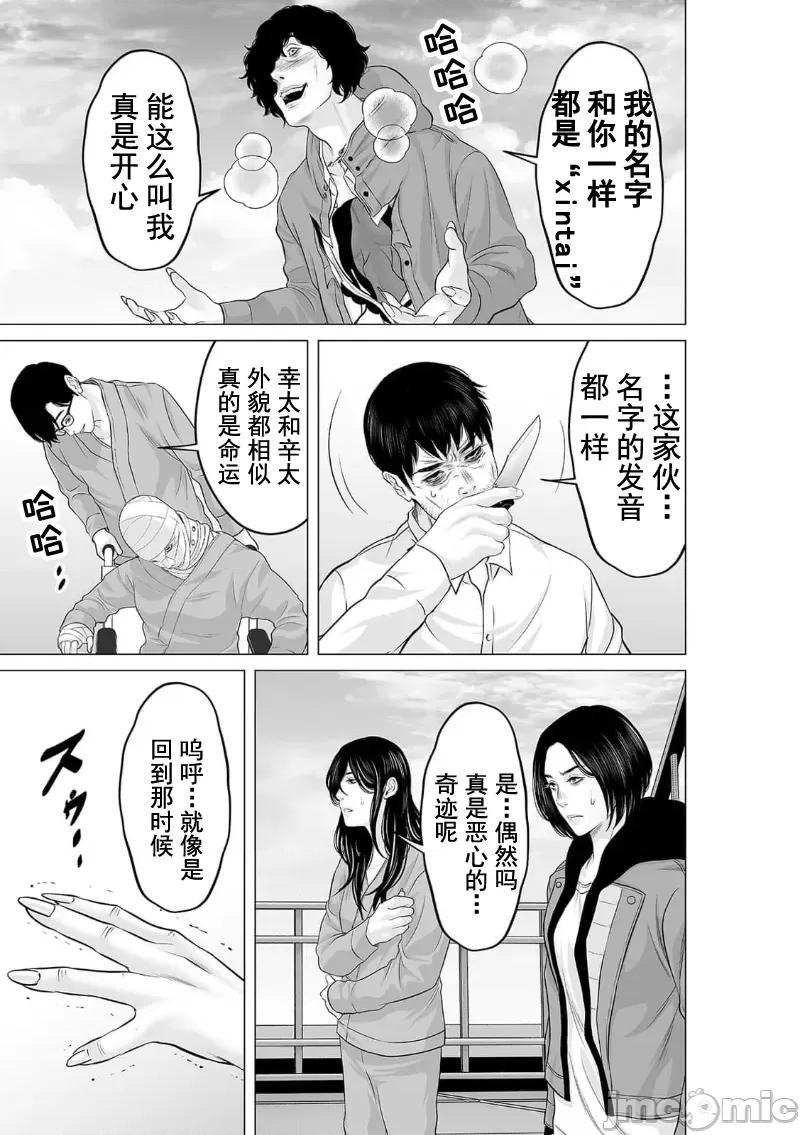 我的名字
和你一样
都是“xintai”
哈哈哈
能这么叫我
真是开心
…这家伙…
名字的发音
都一样
幸太和辛太
外貌都相似
真的是命运
哈哈…
是…偶然吗
真是恶心的…
奇迹呢
呜呼…就像是
回到那时候
スゥー…
jmcomic